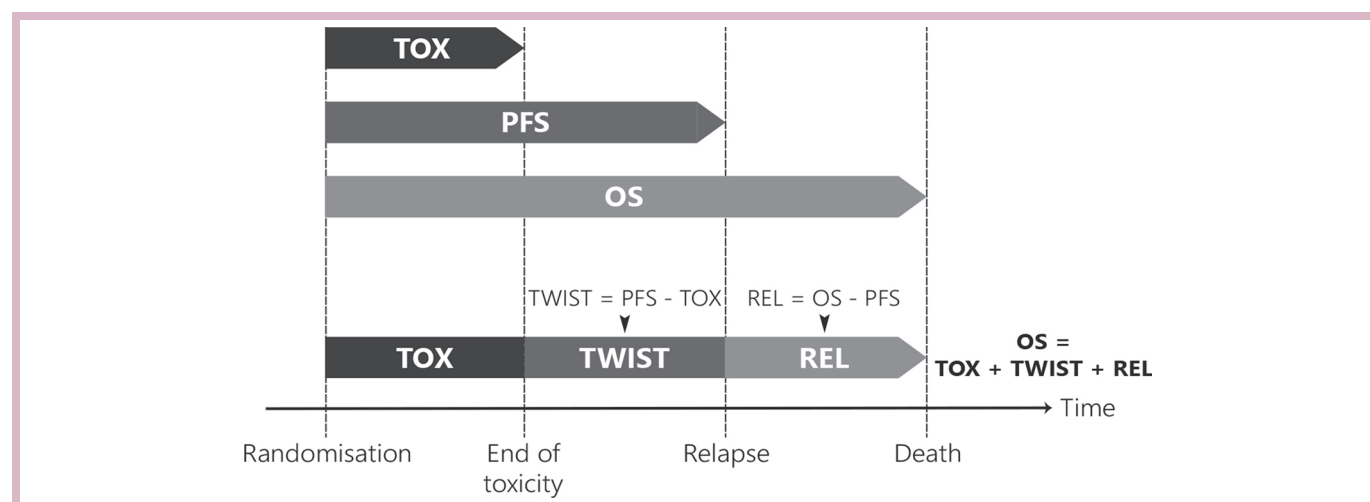 TOX
PFS
OS
TWIST = PFS - TOX
REL = OS - PFS
TOX
TWIST
REL
OS =
TOX + TWIST + REL
Time
Randomisation
End of
toxicity
Relapse
Death